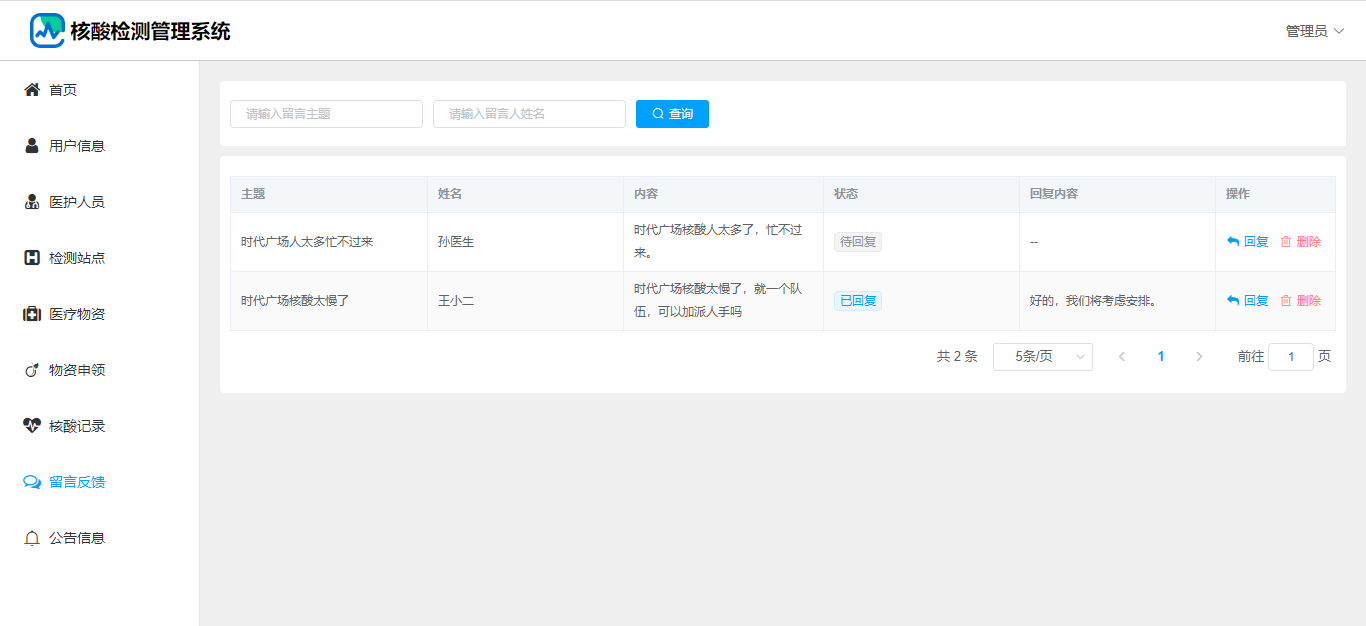 核酸检测管理系统
管理员
首页
用户信息
医护人员
检测站点
医疗物资
物资申领
核酸记录
留言反馈
公告信息
请输入留言主题 请输入留言人姓名 查询
主题 姓名 内容 状态 回复内容 操作
时代广场人太多忙不过来 孙医生 时代广场核酸人太多了，忙不过
来。 待回复 -- 回复 删除
时代广场核酸太慢了 王小二 时代广场核酸太慢了，就一个队
伍，可以加派人手吗 已回复 好的，我们将考虑安排。 回复 删除
共 2 条 5条/页 1 前往 1 页